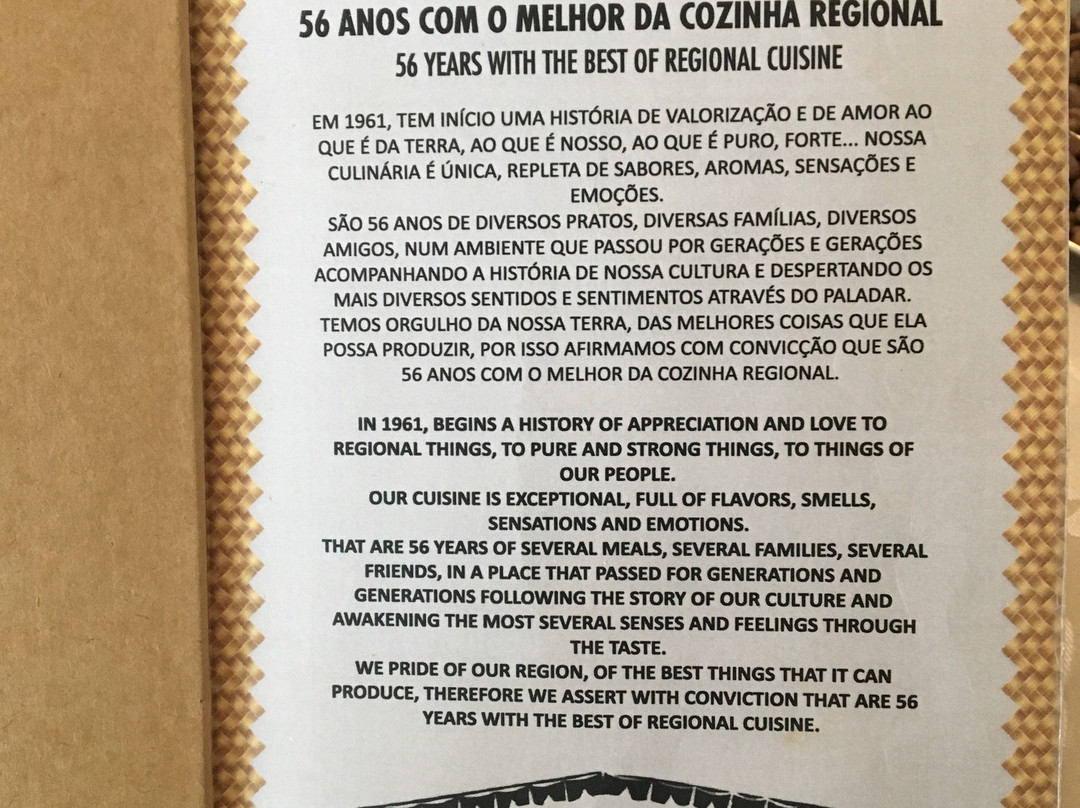 56 ANOS COM O MELHOR DA COZINHA REGIONAL
56 YEARS WITH THE BEST OF REGIONAL CUISINE
EM 1961, TEM INÍCIO UMA HISTÓRIA DE VALORIZAÇÃO E DE AMOR AO
QUE É DA TERRA, AO QUE É NOSSO, AO QUE É PURO, FORTE... NOSSA
CULINÁRIA É ÚNICA, REPLETA DE SABORES, AROMAS, SENSAÇÕES E
EMOÇÕES.
SÃO 56 ANOS DE DIVERSOS PRATOS, DIVERSAS FAMÍLIAS, DIVERSOS
AMIGOS, NUM AMBIENTE QUE PASSOU POR GERAÇÕES E GERAÇÕES
ACOMPANHANDO A HISTÓRIA DE NOSSA CULTURA E DESPERTANDO OS
MAIS DIVERSOS SENTIDOS E SENTIMENTOS ATRAVÉS DO PALADAR.
TEMOS ORGULHO DA NOSSA TERRA, DAS MELHORES COISAS QUE ELA
POSSA PRODUZIR, POR ISSO AFIRMAMOS COM CONVICÇÃO QUE SÃO
56 ANOS COM O MELHOR DA COZINHA REGIONAL.
IN 1961, BEGINS A HISTORY OF APPRECIATION AND LOVE TO
REGIONAL THINGS, TO PURE AND STRONG THINGS, TO THINGS OF
OUR PEOPLE.
OUR CUISINE IS EXCEPTIONAL, FULL OF FLAVORS, SMELLS,
SENSATIONS AND EMOTIONS.
THAT ARE 56 YEARS OF SEVERAL MEALS, SEVERAL FAMILIES, SEVERAL
FRIENDS, IN A PLACE THAT PASSED FOR GENERATIONS AND
GENERATIONS FOLLOWING THE STORY OF OUR CULTURE AND
AWAKENING THE MOST SEVERAL SENSES AND FEELINGS THROUGH
THE TASTE.
WE PRIDE OF OUR REGION, OF THE BEST THINGS THAT IT CAN
PRODUCE, THEREFORE WE ASSERT WITH CONVICTION THAT ARE 56
YEARS WITH THE BEST OF REGIONAL CUISINE.